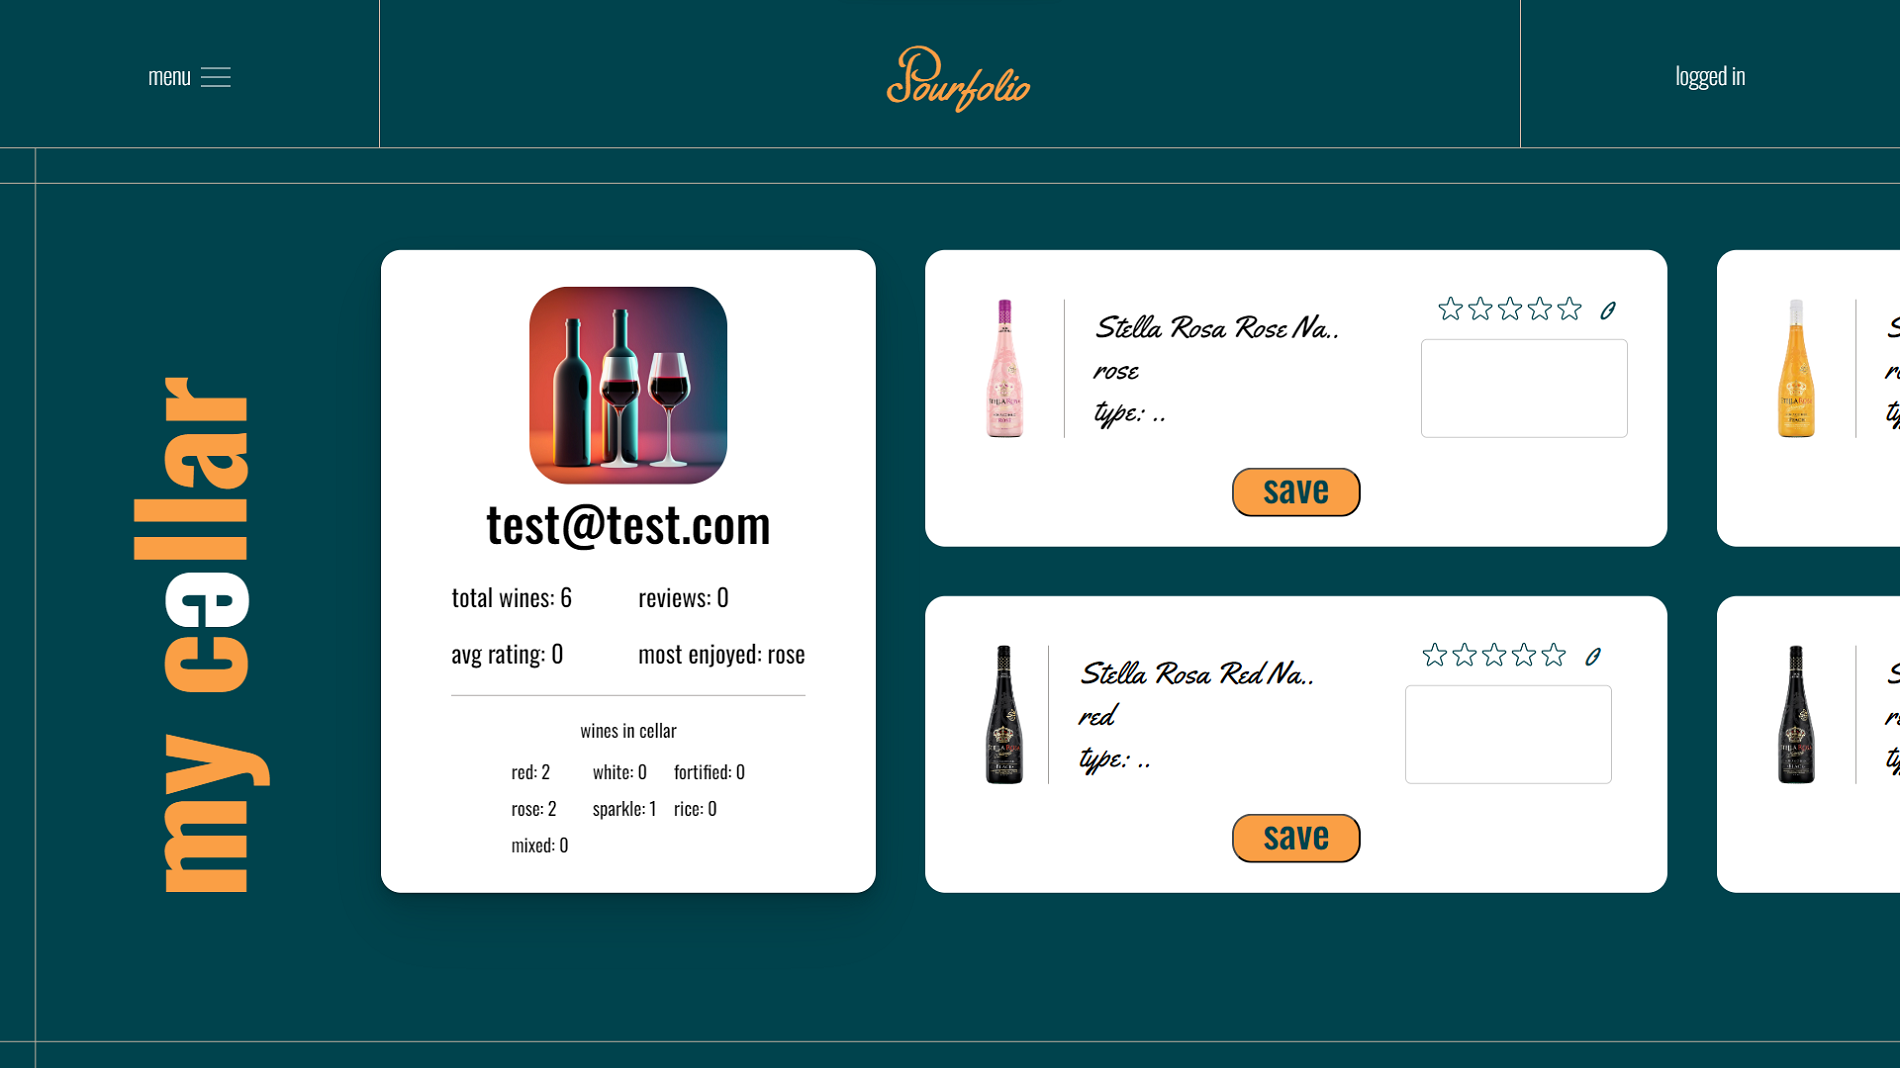 menu
Pourfolio
logged in
my cellar
test@test.com
total wines: 6
reviews: 0
avg rating: 0
most enjoyed: rose
wines in cellar
red: 2
white: 0
fortified: 0
rose: 2
sparkle: 1
rice: 0
mixed: 0
Stella Rosa Rose Na..
rose
type: ..
save
Stella Rosa Red Na..
red
type: ..
save